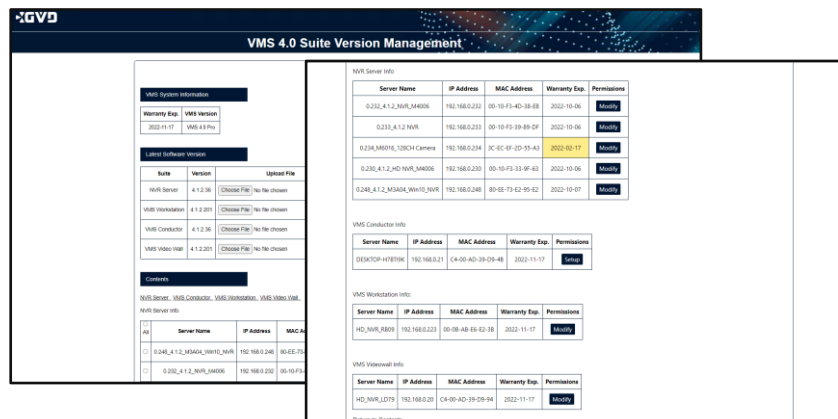 GVD
VMS 4.0 Suite Version Management
VMS System Information
Warranty Exp. VMS Version
2022-11-17 VMS 4.0 Pro
Latest Software Version
Suite Version Upload File
NVR Server 4.1.2.36 Choose File No file chosen
VMS Workstation 4.1.2.201 Choose File No file chosen
VMS Conductor 4.1.2.36 Choose File No file chosen
VMS Video Wall 4.1.2.201 Choose File No file chosen
Contents
NVR Server VMS Conductor VMS Workstation VMS Video Wall
NVR Server Info
All Server Name IP Address MAC A
0.248_4.1.2_M3A04_Win10_NVR 192.168.0.248 80-EE-73-
0.232_4.1.2_NVR_M4006 192.168.0.232 00-10-F3-
NVR Server Info
Server Name IP Address MAC Address Warranty Exp. Permissions
0.232_4.1.2_NVR_M4006 192.168.0.232 00-10-F3-4D-38-EB 2022-10-06 Modify
0.233_4.1.2 NVR 192.168.0.233 00-10-F3-39-89-DF 2022-10-06 Modify
0.234_M6016_128CH Camera 192.168.0.234 3C-EC-EF-2D-55-A3 2022-02-17 Modify
0.230_4.1.2_HD NVR_M4006 192.168.0.230 00-10-F3-33-9F-63 2022-10-06 Modify
0.248_4.1.2_M3A04_Win10_NVR 192.168.0.248 80-EE-73-E2-95-E2 2022-10-07 Modify
VMS Conductor Info
Server Name IP Address MAC Address Warranty Exp. Permissions
DESKTOP-H7BTI9K 192.168.0.21 C4-00-AD-39-D9-4B 2022-11-17 Setup
VMS Workstation Info:
Server Name IP Address MAC Address Warranty Exp. Permissions
HD_NVR_RB09 192.168.0.223 00-0B-AB-E6-E2-3B 2022-11-17 Modify
VMS Videowall Info
Server Name IP Address MAC Address Warranty Exp. Permissions
HD_NVR_LD79 192.168.0.20 C4-00-AD-39-D9-94 2022-11-17 Modify